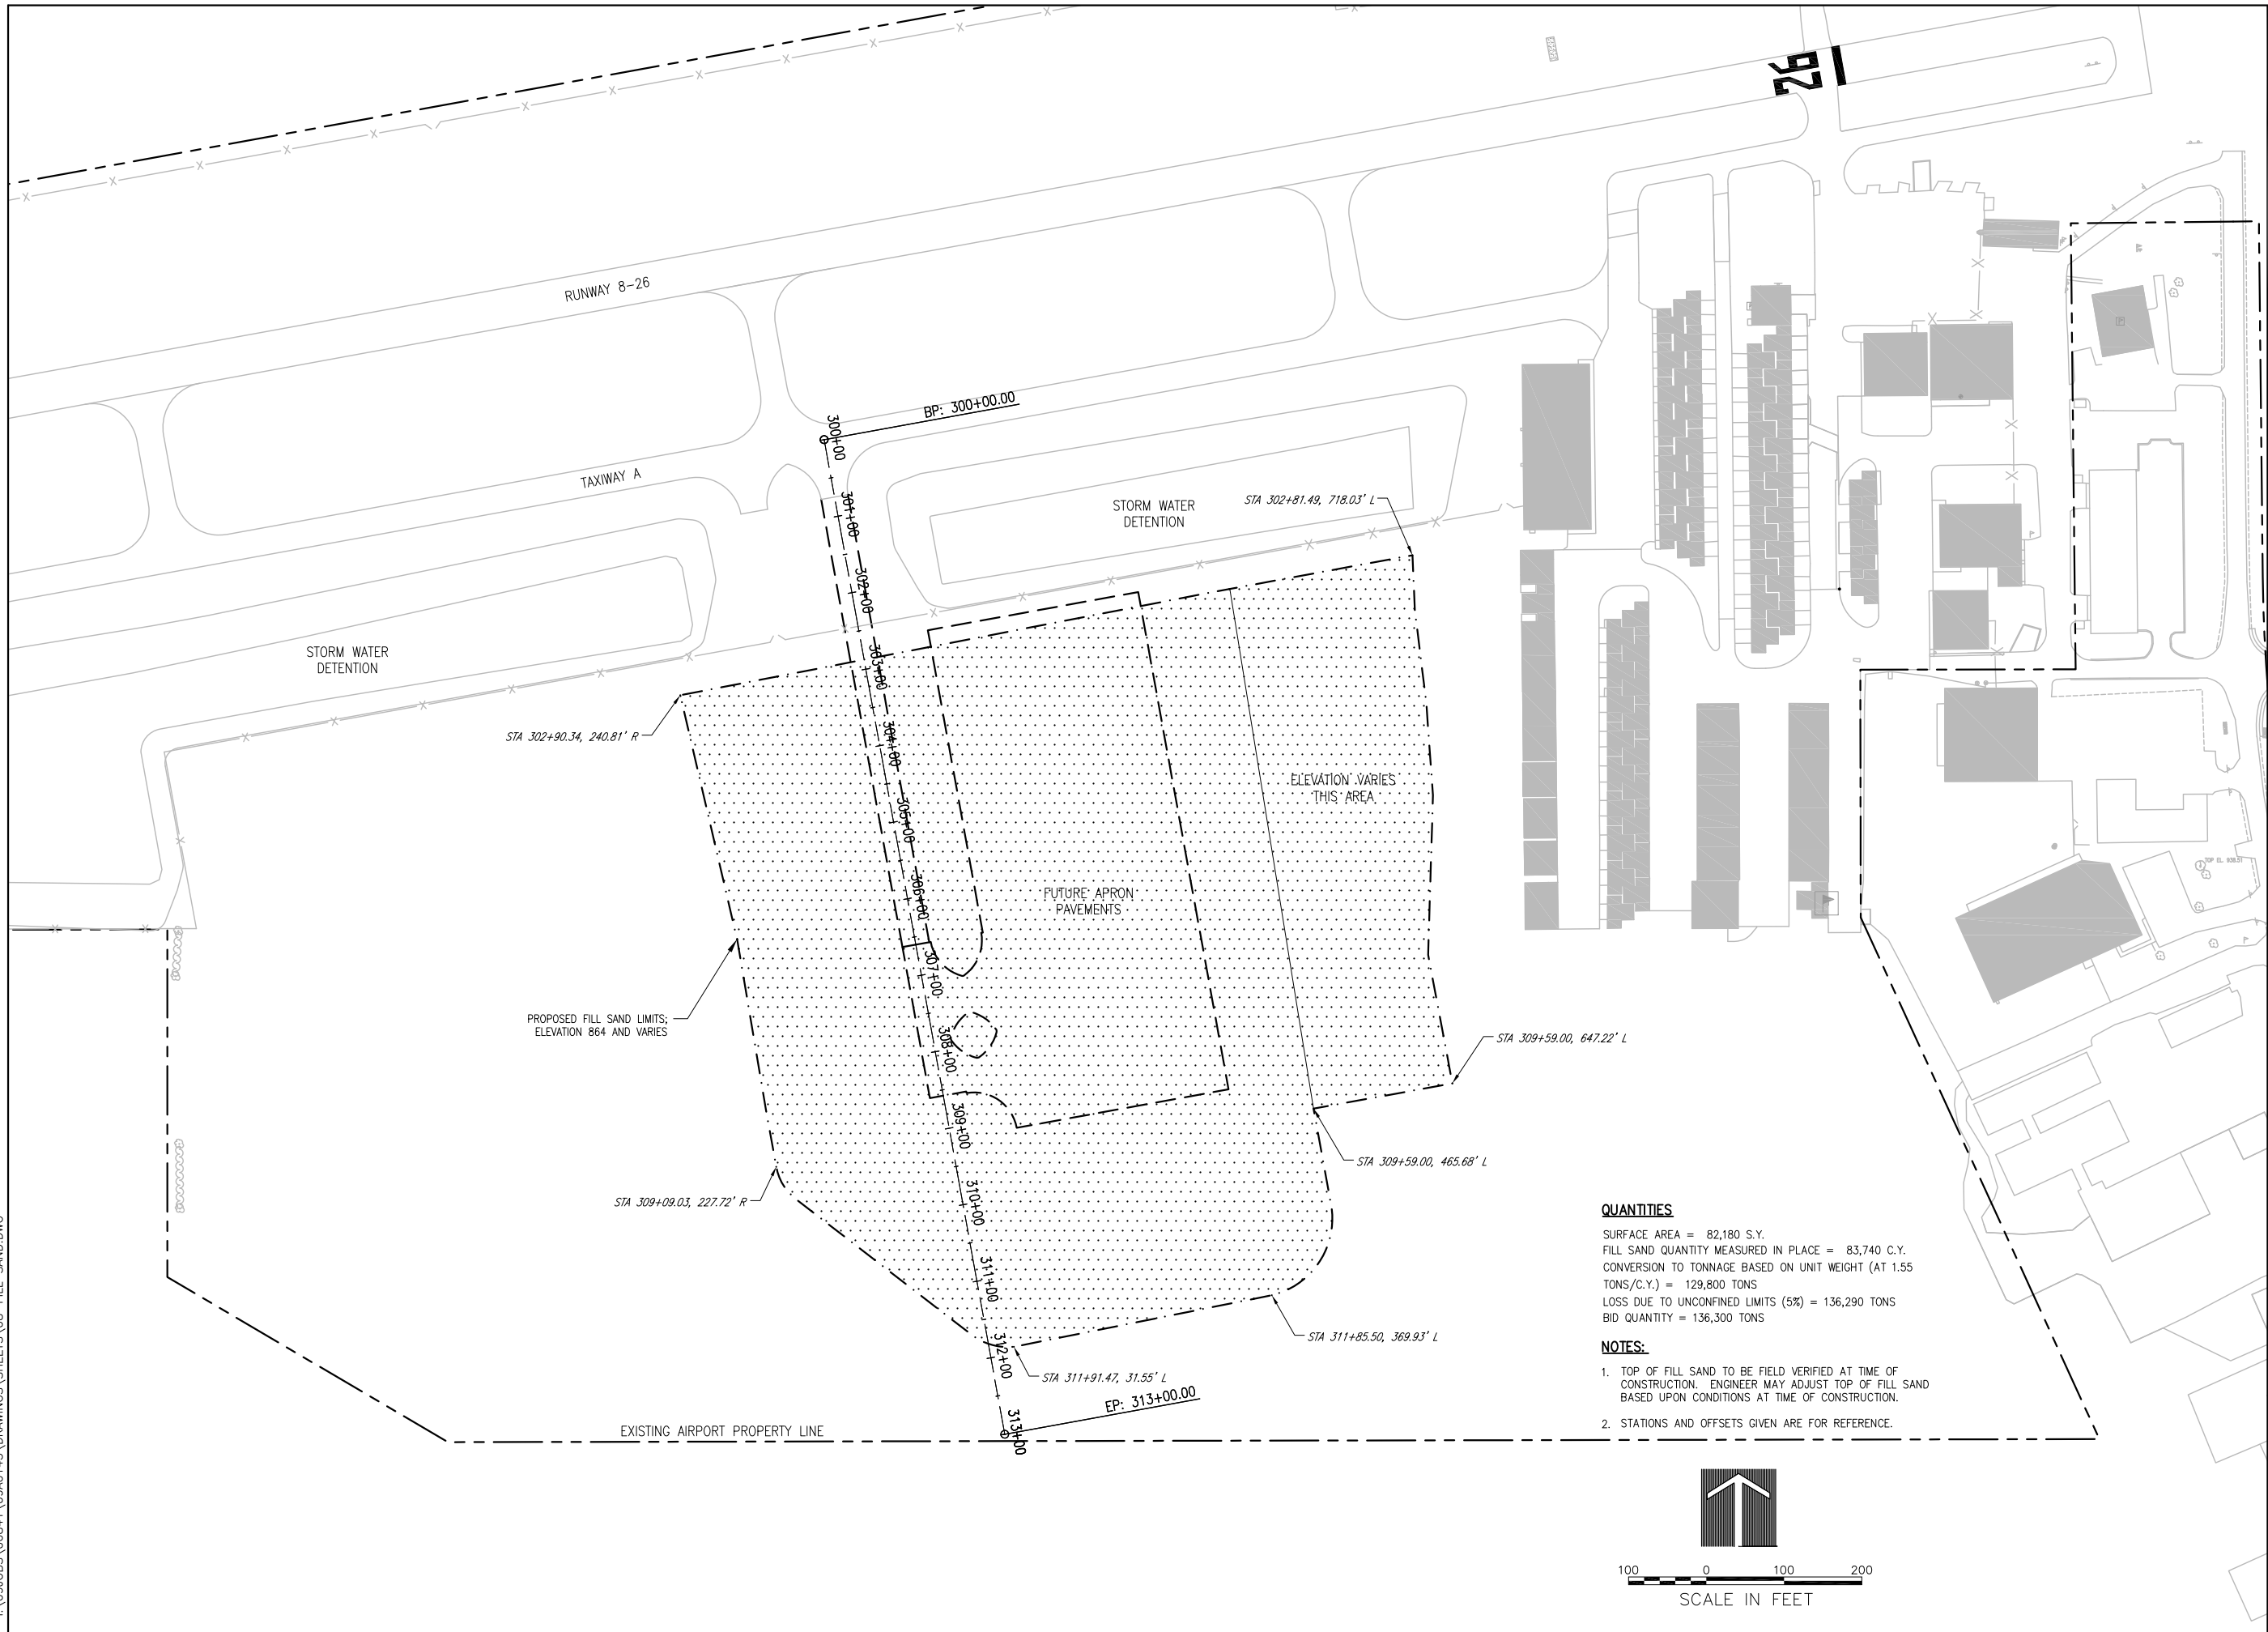 26
RUNWAY 8-26
BP: 300+00.00
300+00
TAXIWAY A
301+00
STORM WATER
DETENTION
STA 302+81.49, 718.03' L
302+00
STORM WATER
DETENTION
303+00
STA 302+90.34, 240.81' R
304+00
ELEVATION VARIES
THIS AREA
305+00
TOP EL. 938.51
306+00
FUTURE APRON
PAVEMENTS
307+00
PROPOSED FILL SAND LIMITS;
ELEVATION 864 AND VARIES
308+00
STA 309+59.00, 647.22' L
309+00
STA 309+59.00, 465.68' L
STA 309+09.03, 227.72' R
310+00
311+00
STA 311+85.50, 369.93' L
312+00
STA 311+91.47, 31.55' L
EP: 313+00.00
313+00
EXISTING AIRPORT PROPERTY LINE
QUANTITIES
SURFACE AREA = 82,180 S.Y.
FILL SAND QUANTITY MEASURED IN PLACE = 83,740 C.Y.
CONVERSION TO TONNAGE BASED ON UNIT WEIGHT (AT 1.55
TONS/C.Y.) = 129,800 TONS
LOSS DUE TO UNCONFINED LIMITS (5%) = 136,290 TONS
BID QUANTITY = 136,300 TONS
NOTES:
1. TOP OF FILL SAND TO BE FIELD VERIFIED AT TIME OF
CONSTRUCTION. ENGINEER MAY ADJUST TOP OF FILL SAND
BASED UPON CONDITIONS AT TIME OF CONSTRUCTION.
2. STATIONS AND OFFSETS GIVEN ARE FOR REFERENCE.
100 0 100 200
SCALE IN FEET